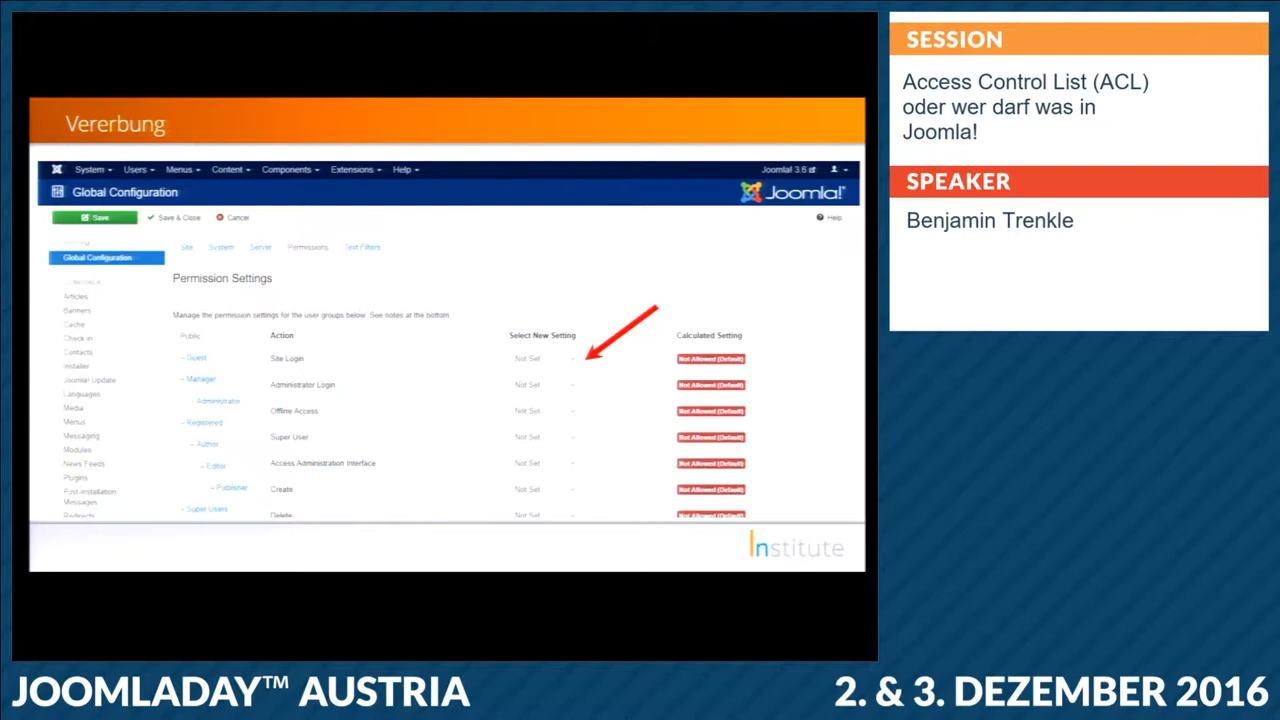 Vererbung
System Users Menus Content Components Extensions Help Joomla! 3.6
Global Configuration Joomla!
Save Save & Close Cancel Help
Site System Server Permissions Text Filters
Global Configuration
Permission Settings
Articles
Banners
Cache
Check in
Contacts
Installer
Joomla! Update
Languages
Media
Menus
Messaging
Modules
News Feeds
Plugins
Post-installation
Messages
Redirects
Manage the permission settings for the user groups below. See notes at the bottom
Public Action Select New Setting Calculated Setting
– Guest Site Login Not Set Not Allowed (Default)
– Manager Administrator Login Not Set Not Allowed (Default)
Administrator Offline Access Not Set Not Allowed (Default)
– Registered Super User Not Set Not Allowed (Default)
– Author Access Administration Interface Not Set Not Allowed (Default)
– Editor Create Not Set Not Allowed (Default)
– Publisher Delete Not Set Not Allowed (Default)
– Super Users
Institute
SESSION
Access Control List (ACL)
oder wer darf was in
Joomla!
SPEAKER
Benjamin Trenkle
JOOMLADAY™ AUSTRIA 2. & 3. DEZEMBER 2016